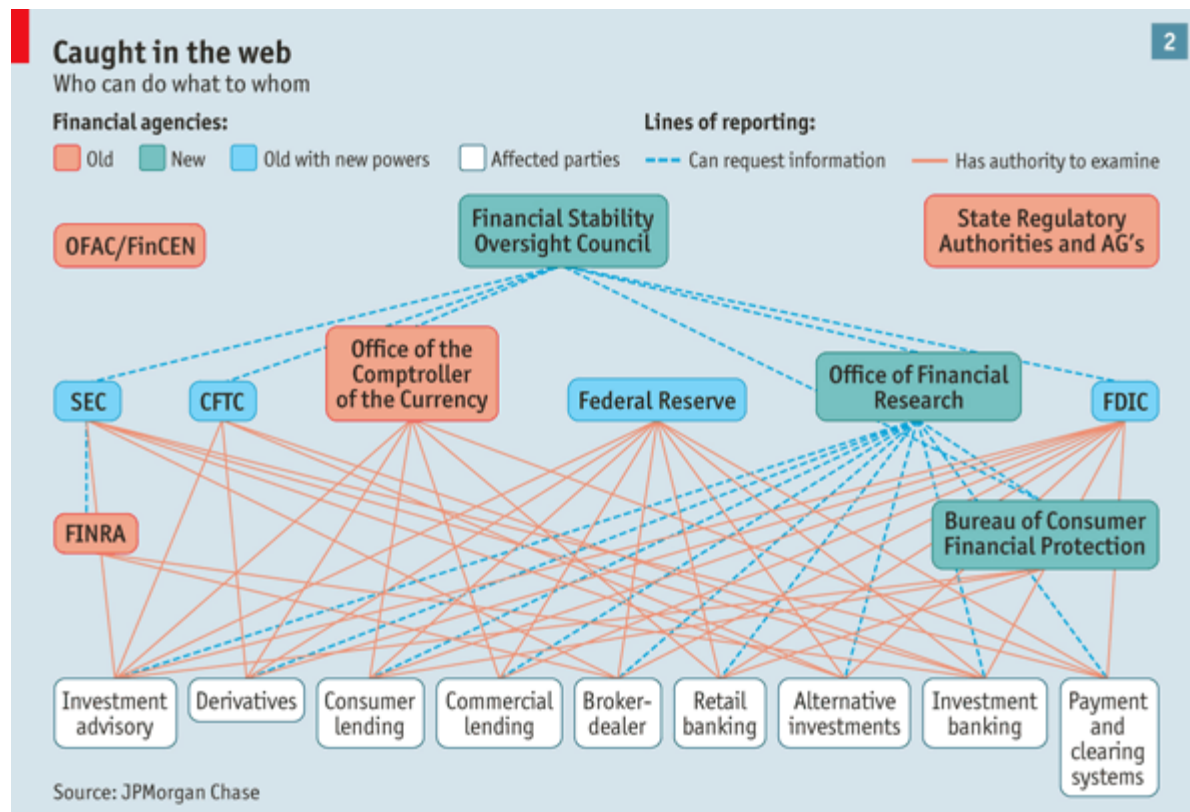 Caught in the web
2
Who can do what to whom
Financial agencies:
Lines of reporting:
Old
New
Old with new powers
Affected parties
Can request information
Has authority to examine
OFAC/FinCEN
Financial Stability
Oversight Council
State Regulatory
Authorities and AG's
SEC
CFTC
Office of the
Comptroller
of the Currency
Federal Reserve
Office of Financial
Research
FDIC
FINRA
Bureau of Consumer
Financial Protection
Investment
advisory
Derivatives
Consumer
lending
Commercial
lending
Broker-
dealer
Retail
banking
Alternative
investments
Investment
banking
Payment
and
clearing
systems
Source: JPMorgan Chase